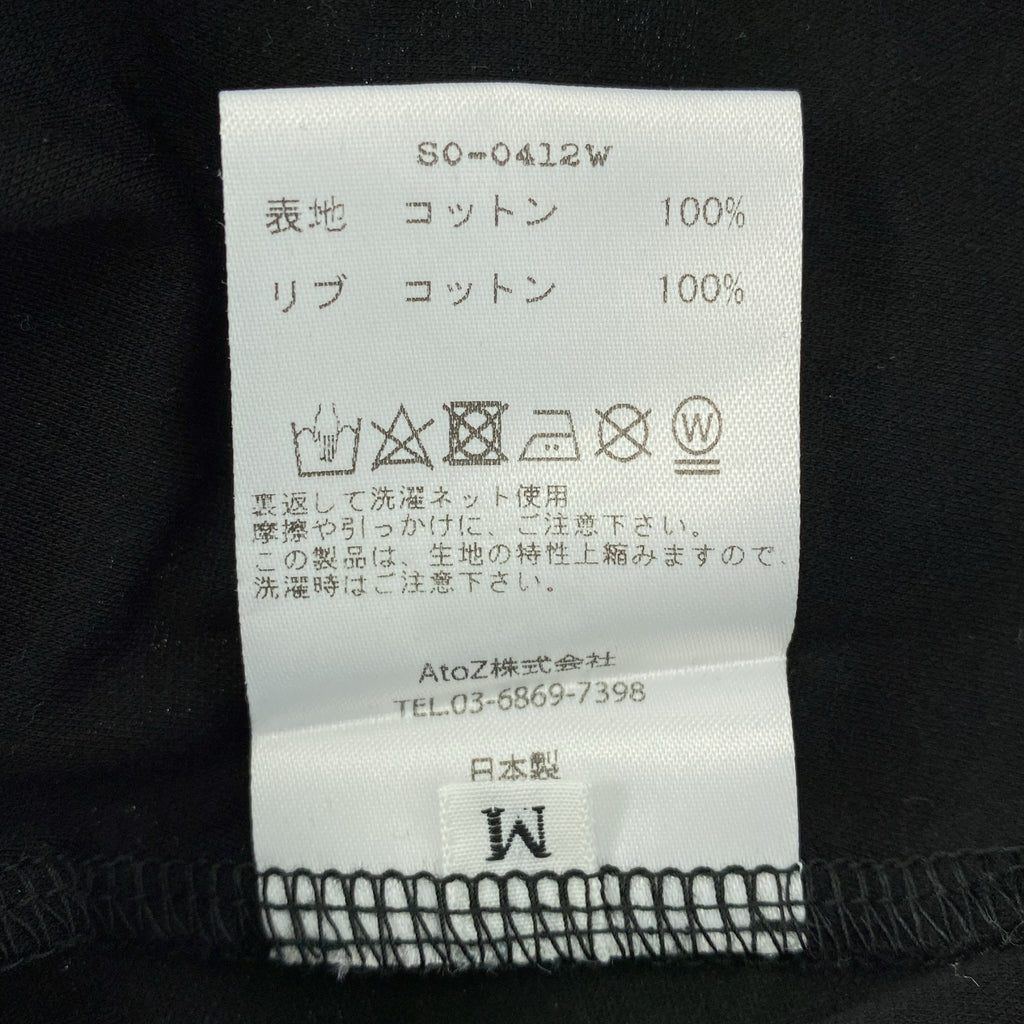 SO-0412W
表地 コットン 100%
リブ コットン 100%
W
裏返して洗濯ネット使用
摩擦や引っかけに、ご注意下さい。
この製品は、生地の特性上縮みますので、
洗濯時はご注意下さい。
AtoZ株式会社
TEL.03-6869-7398
日本製
M